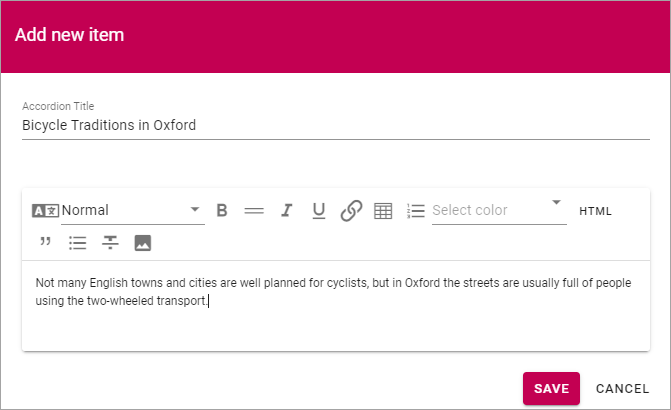 Add new item
Accordion Title
Bicycle Traditions in Oxford
Normal B I U Select color HTML
Not many English towns and cities are well planned for cyclists, but in Oxford the streets are usually full of people
using the two-wheeled transport.
SAVE CANCEL